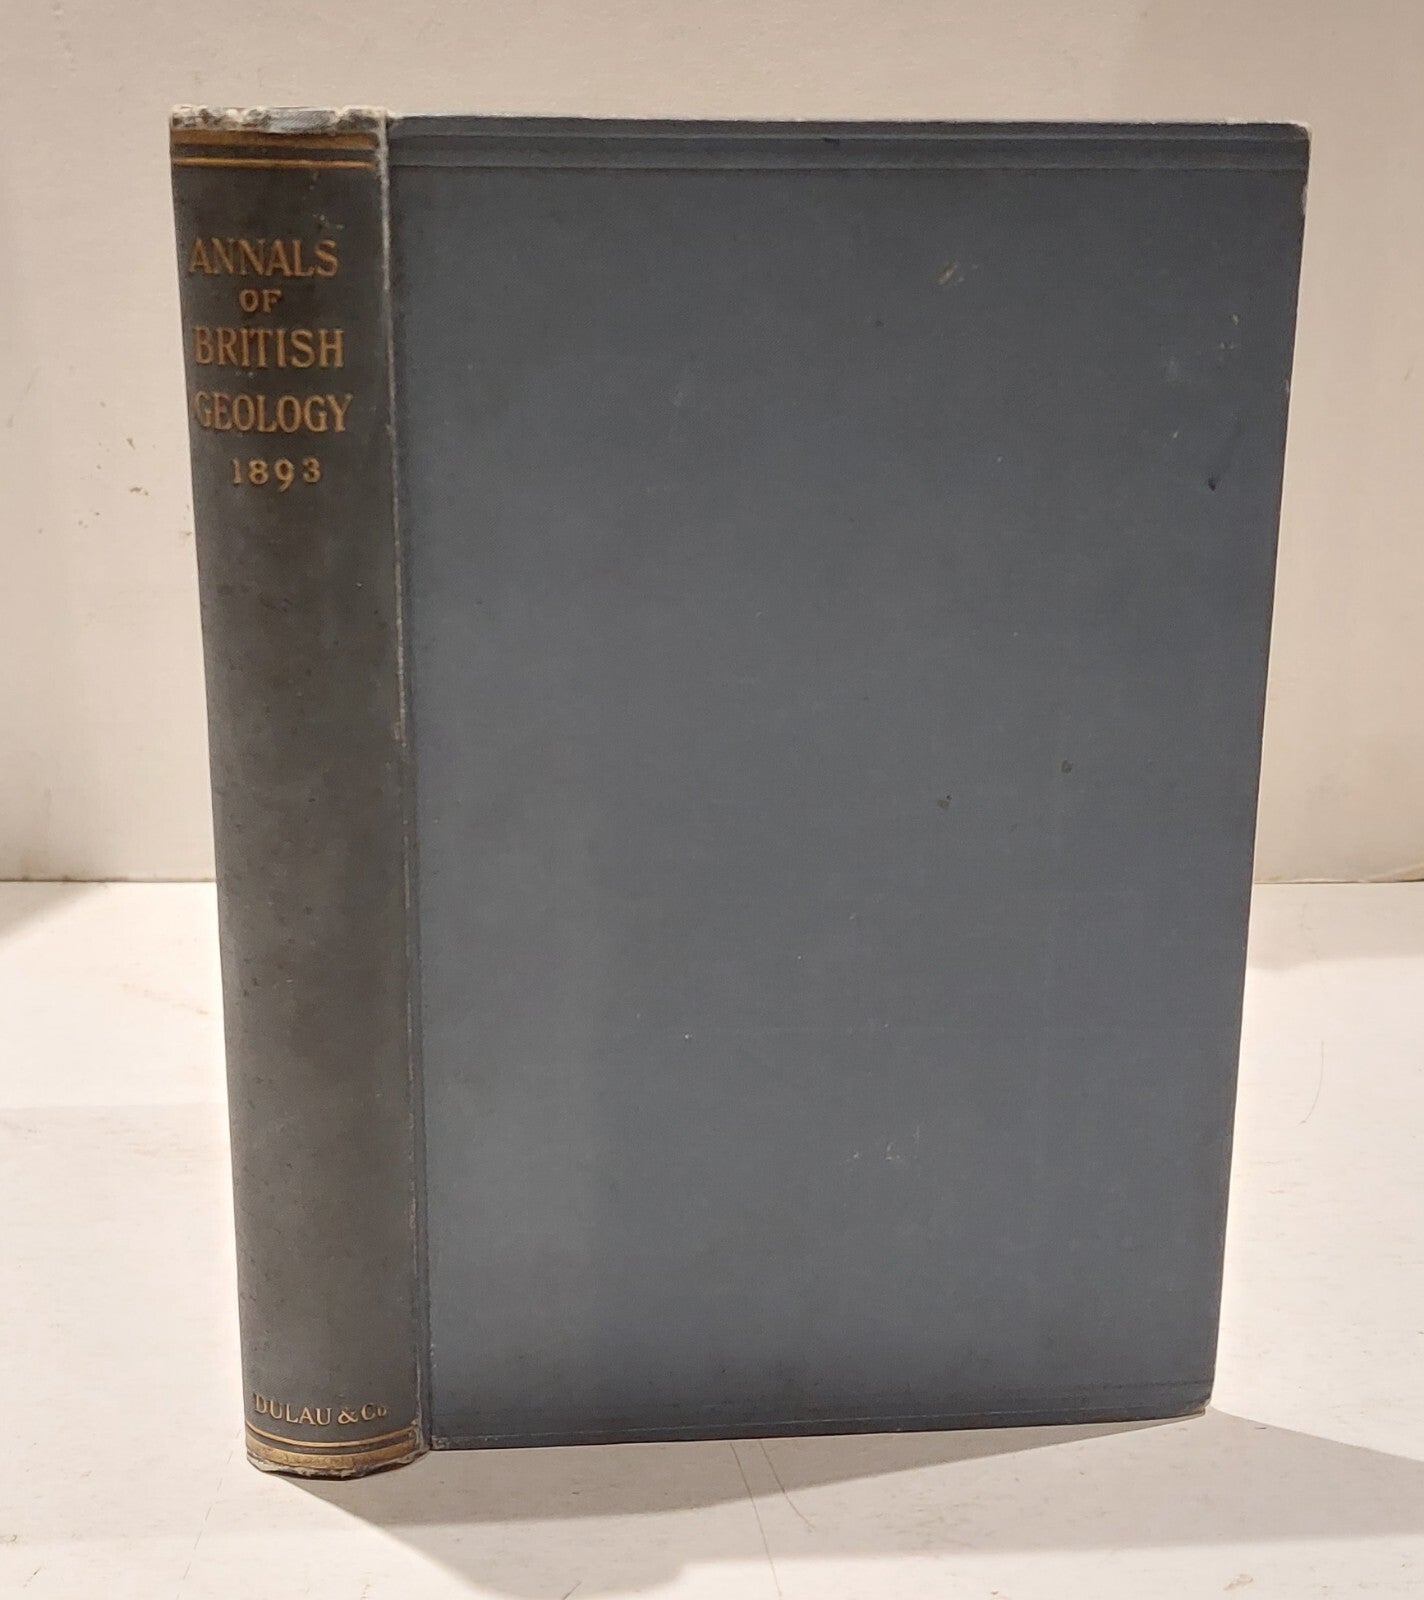 ANNALS
OF
BRITISH
GEOLOGY
1893
DULAU & Co